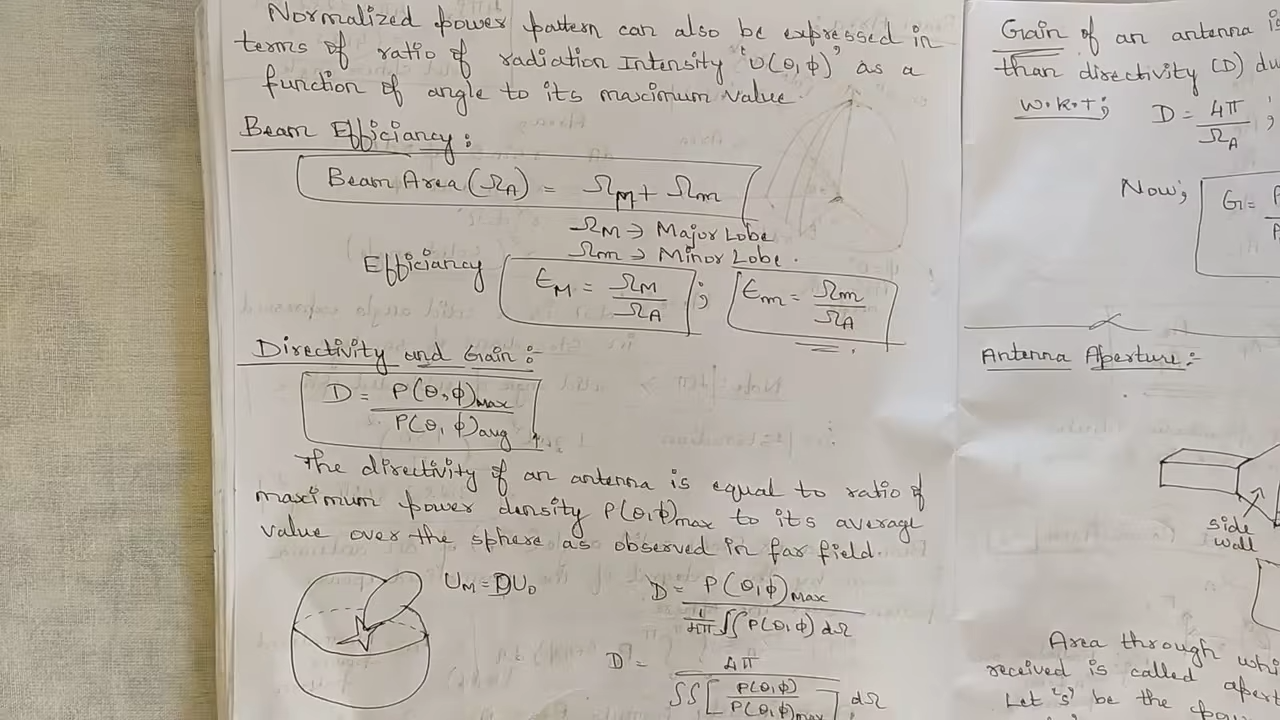 Normalized power pattern can also be expressed in
terms of ratio of radiation Intensity 'U(θ,φ)' as a
function of angle to its maximum value.
Beam Efficiancy:
Beam Area (ΩA) = ΩM + Ωm
ΩM → Major Lobe
Ωm → Minor Lobe.
Efficiancy ЄM = ΩM/ΩA ; Єm = Ωm/ΩA
Directivity and Gain:-
D = P(θ,φ)max / P(θ,φ)avg
The directivity of an antenna is equal to ratio of
maximum power density P(θ,φ)max to its average
value over the sphere as observed in far field.
UM = DU0
D = P(θ,φ)max / 1/4π ∫∫ P(θ,φ) dΩ
D = 4π / ∫∫ [P(θ,φ) / P(θ,φ)max] dΩ
Gain of an antenna
than directivity (D)
W.K.T; D = 4π/ΩA ;
Now; G =
Antenna Aperture:-
side
wall
Area through
received is called
Let 's' be the